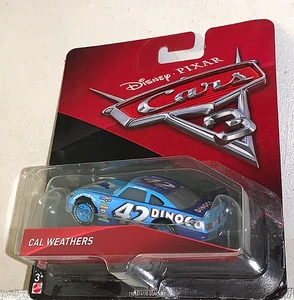 Disney · PIXAR
Cars
3
42 DINOCO
CAL WEATHERS
3+